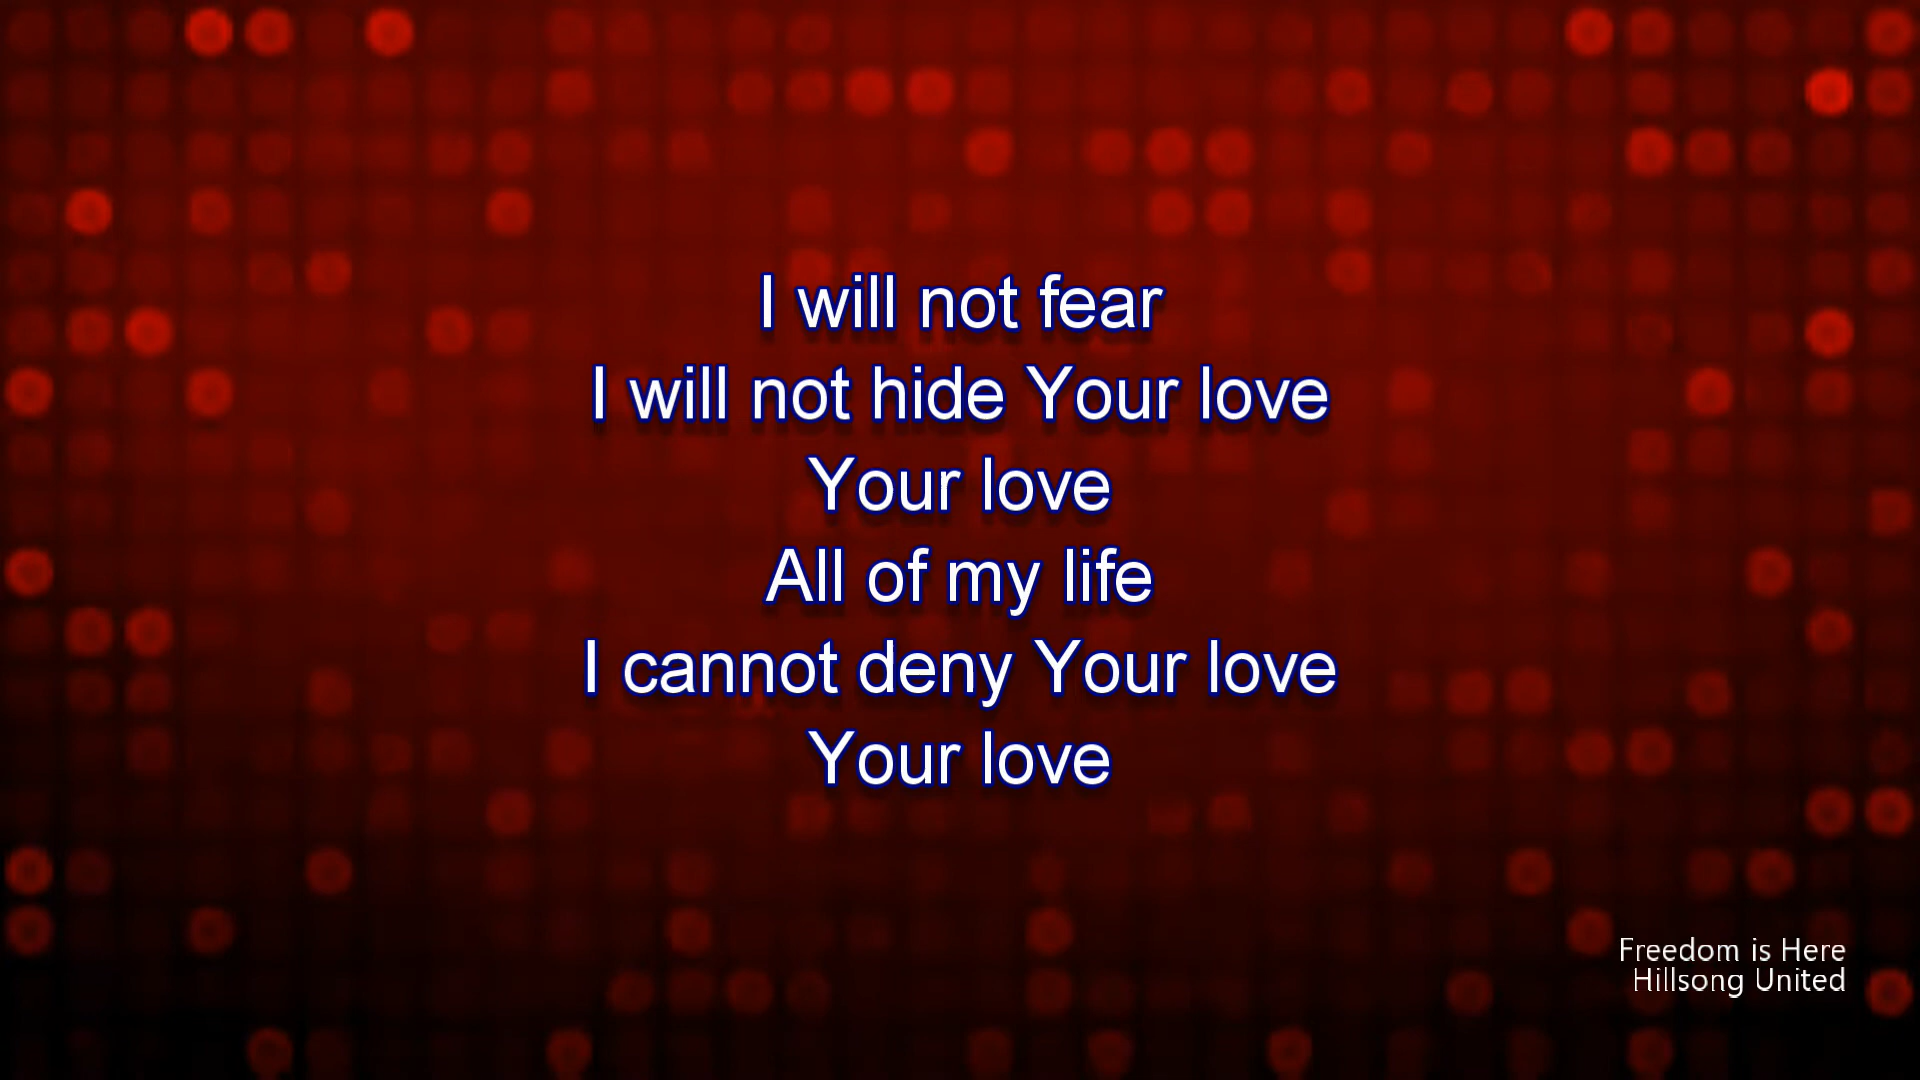 I will not fear
I will not hide Your love
Your love
All of my life
I cannot deny Your love
Your love
Freedom is Here
Hillsong United